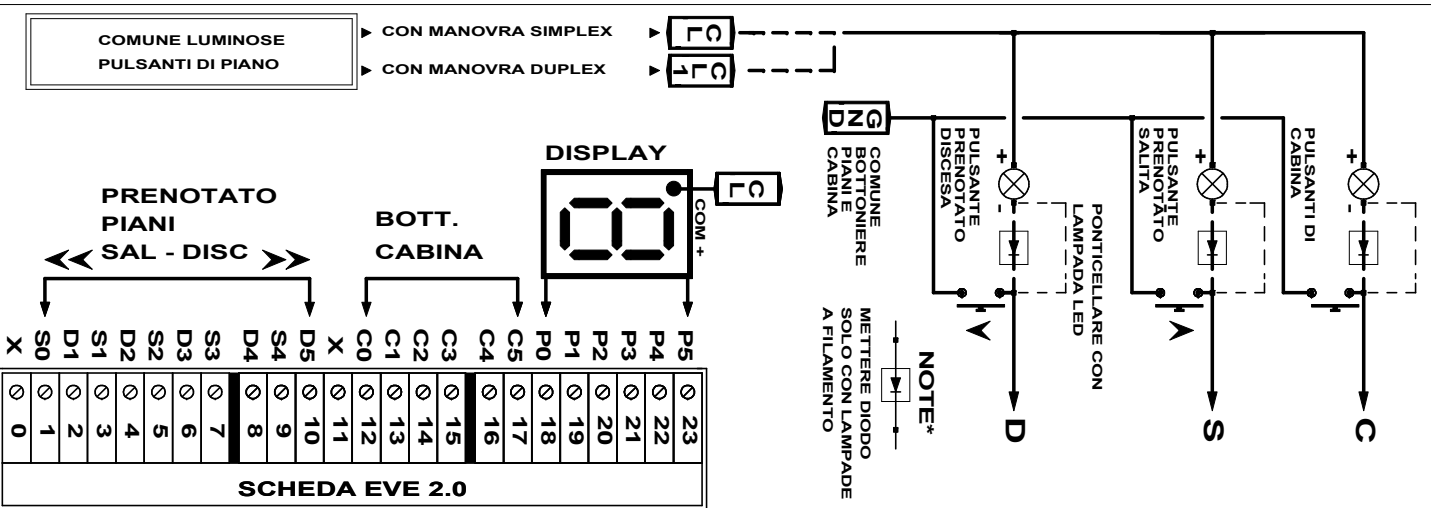 COMUNE LUMINOSE
PULSANTI DI PIANO
CON MANOVRA SIMPLEX
CON MANOVRA DUPLEX
CL
CL1
GND
COMUNE
BOTTONIERE
PIANI E
CABINA
PULSANTE
PRENOTATO
DISCESA
PULSANTE
PRENOTATO
SALITA
PULSANTI DI
CABINA
+
-
+
-
+
-
PONTICELLARE CON
LAMPADA LED
DISPLAY
CL
COM +
PRENOTATO
PIANI
SAL - DISC
BOTT.
CABINA
NOTE*
METTERE DIODO
SOLO CON LAMPADE
A FILAMENTO
D
S
C
X S0 D1 S1 D2 S2 D3 S3 D4 S4 D5 X C0 C1 C2 C3 C4 C5 P0 P1 P2 P3 P4 P5
0 1 2 3 4 5 6 7 8 9 10 11 12 13 14 15 16 17 18 19 20 21 22 23
SCHEDA EVE 2.0